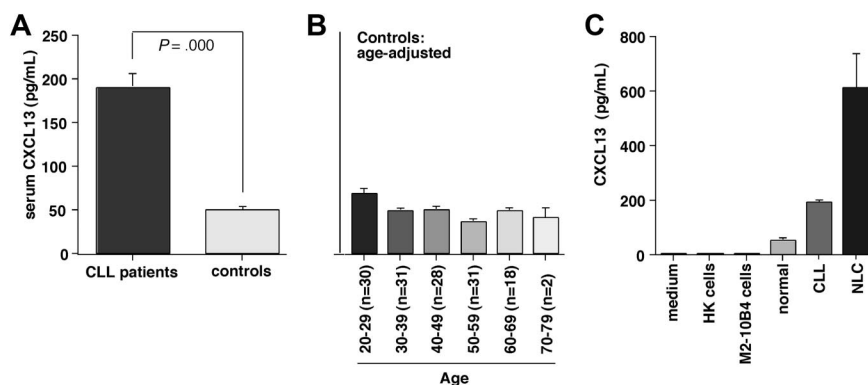 A
P = .000
serum CXCL13 (pg/mL)
250
200
150
100
50
0
CLL patients
controls
B
Controls:
age-adjusted
20-29 (n=30)
30-39 (n=31)
40-49 (n=28)
50-59 (n=31)
60-69 (n=18)
70-79 (n=2)
Age
C
CXCL13
(pg/mL)
800
600
400
200
0
medium
HK cells
M2-10B4 cells
normal
CLL
NLC